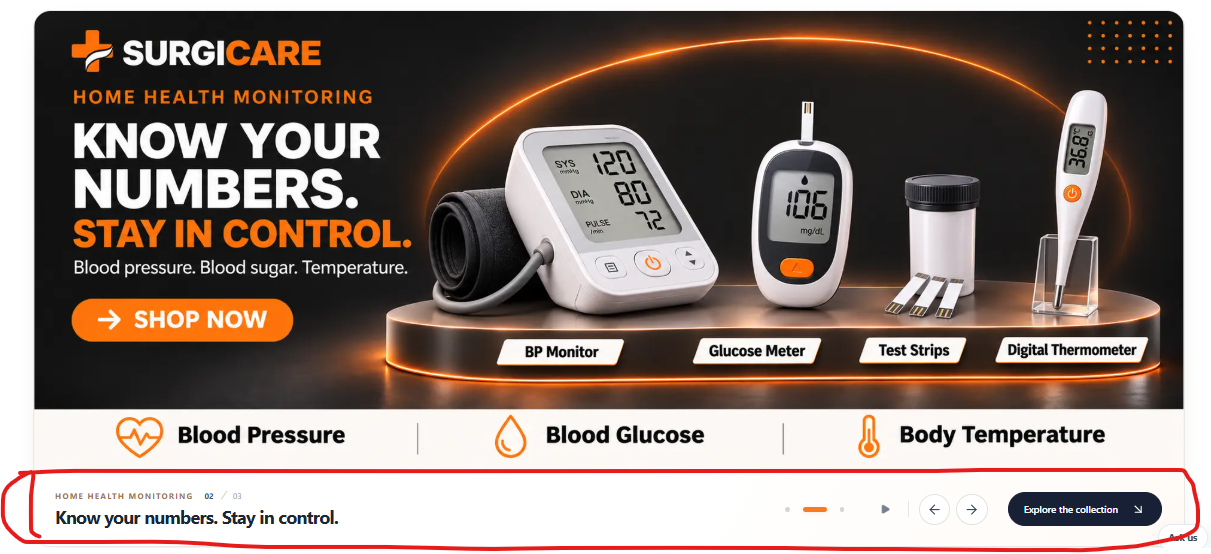 SURGICARE
HOME HEALTH MONITORING
KNOW YOUR
NUMBERS.
STAY IN CONTROL.
Blood pressure. Blood sugar. Temperature.
→ SHOP NOW
SYS
mmHg
120
DIA
mmHg
80
PULSE
/min
72
106
mg/dL
36.8°C
BP Monitor
Glucose Meter
Test Strips
Digital Thermometer
Blood Pressure
Blood Glucose
Body Temperature
HOME HEALTH MONITORING 02 / 03
Know your numbers. Stay in control.
Explore the collection
Ask us